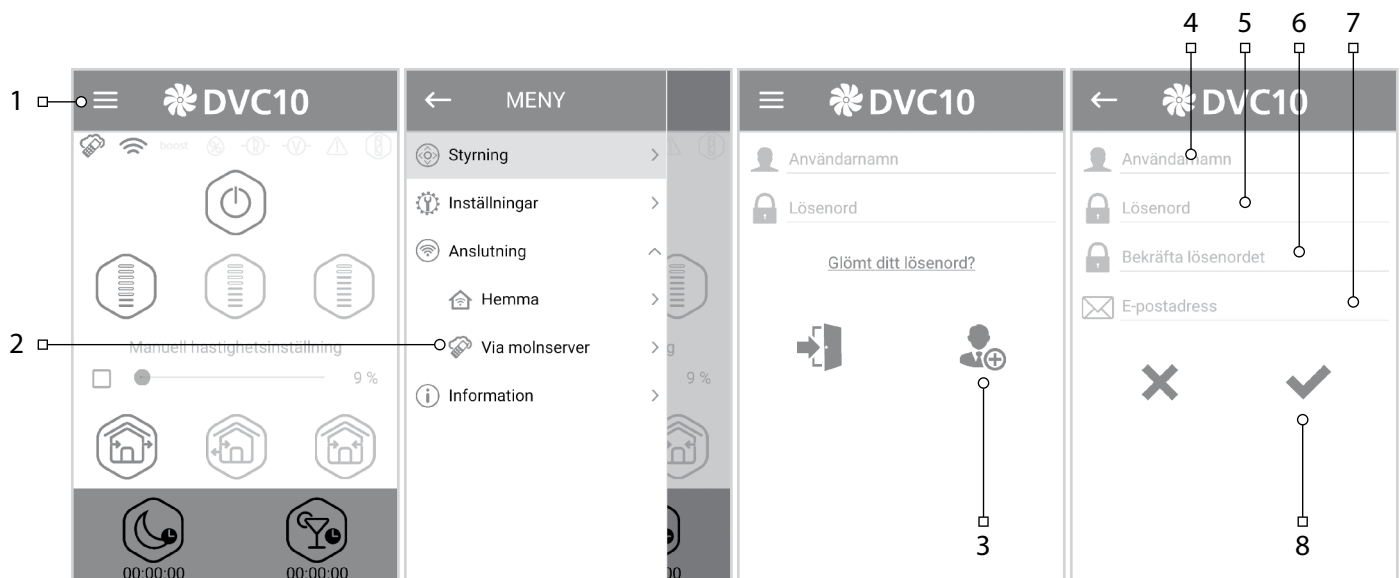 4 5 6 7
1
2
DVC10
boost
Manuell hastighetsinställning
9 %
00:00:00 00:00:00
MENY
Styrning
Inställningar
Anslutning
Hemma
Via molnserver
Information
g
9 %
00
DVC10
Användarnamn
Lösenord
Glömt ditt lösenord?
3
DVC10
Användarnamn
Lösenord
Bekräfta lösenordet
E-postadress
8